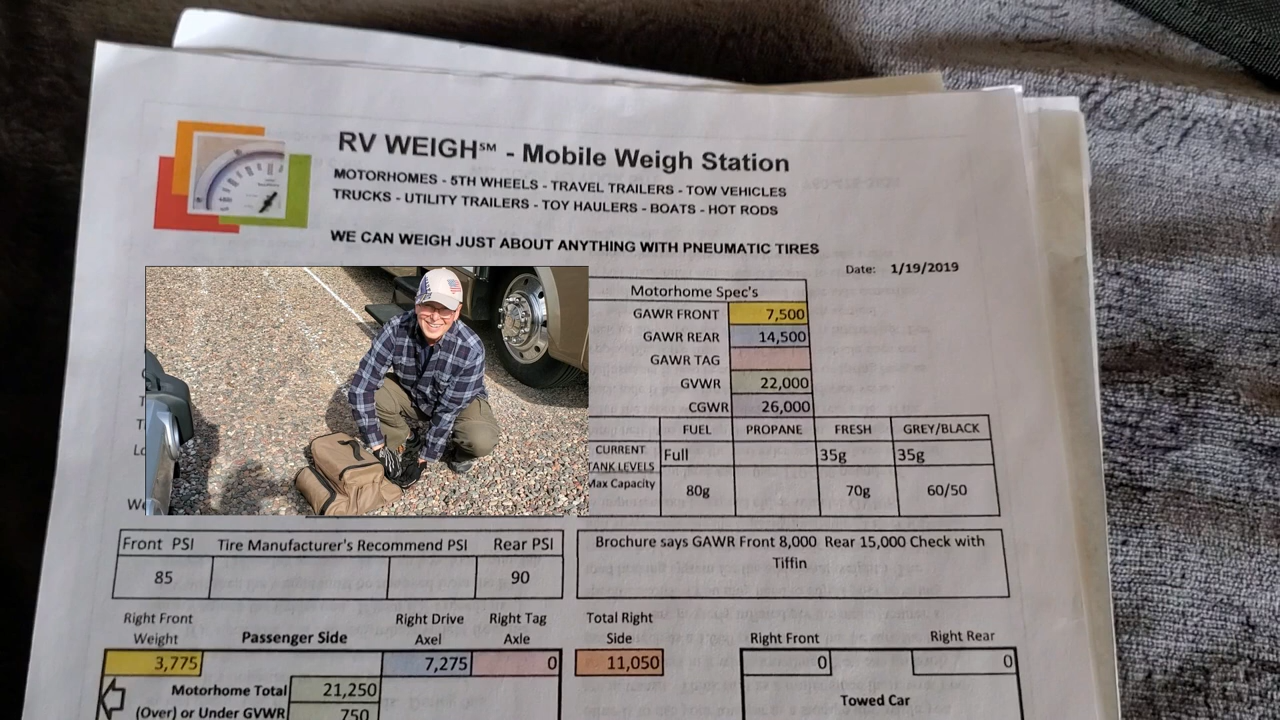 RV WEIGH℠ - Mobile Weigh Station
MOTORHOMES - 5TH WHEELS - TRAVEL TRAILERS - TOW VEHICLES
TRUCKS - UTILITY TRAILERS - TOY HAULERS - BOATS - HOT RODS
WE CAN WEIGH JUST ABOUT ANYTHING WITH PNEUMATIC TIRES
Date: 1/19/2019
Motorhome Spec's
GAWR FRONT 7,500
GAWR REAR 14,500
GAWR TAG
GVWR 22,000
CGWR 26,000
FUEL PROPANE FRESH GREY/BLACK
CURRENT TANK LEVELS Full 35g 35g
Max Capacity 80g 70g 60/50
Front PSI Tire Manufacturer's Recommend PSI Rear PSI
85 90
Brochure says GAWR Front 8,000 Rear 15,000 Check with
Tiffin
Right Front Weight Passenger Side Right Drive Axel Right Tag Axle Total Right Side
3,775 7,275 0 11,050
Right Front Right Rear
0 0
Motorhome Total 21,250
(Over) or Under GVWR 750
Towed Car